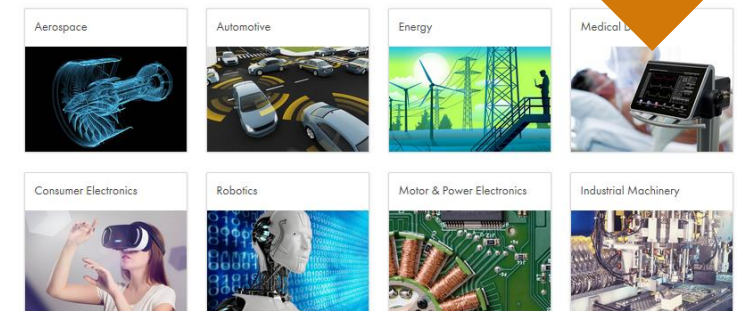 Aerospace
Automotive
Energy
Medical
Consumer Electronics
Robotics
Motor & Power Electronics
Industrial Machinery